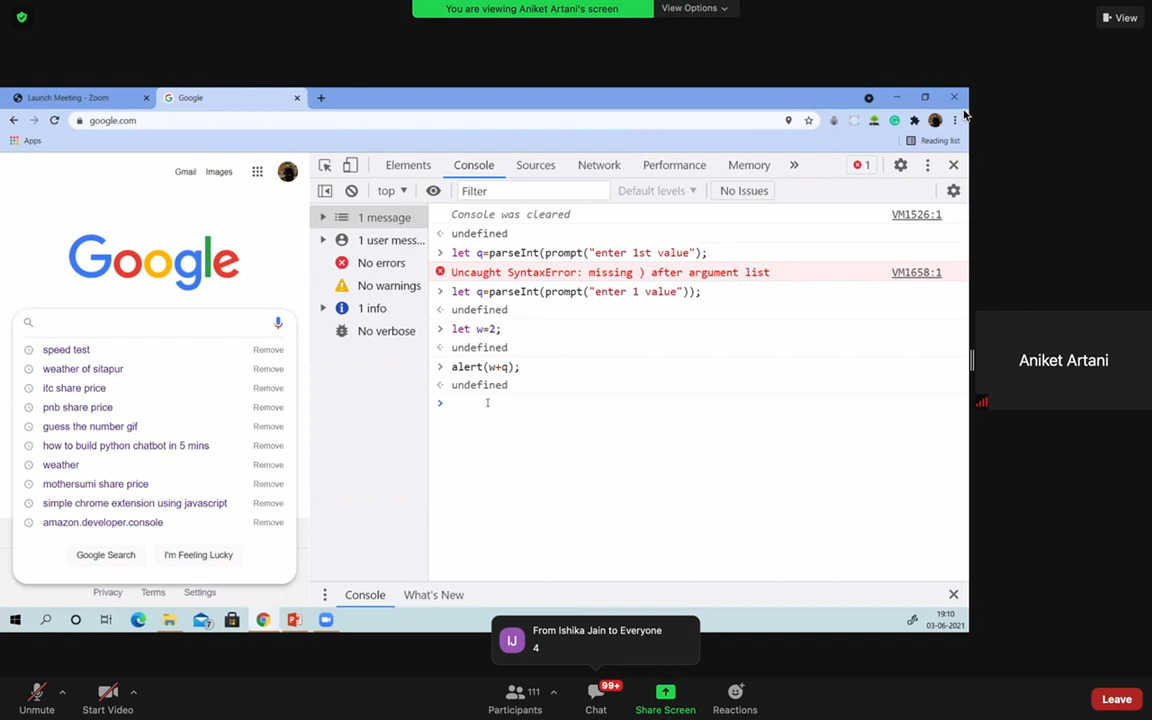 You are viewing Aniket Artani's screen
View Options
View
Launch Meeting - Zoom
Google
google.com
Apps
Reading list
Gmail
Images
Google
speed test
Remove
weather of sitapur
Remove
itc share price
Remove
pnb share price
Remove
guess the number gif
Remove
how to build python chatbot in 5 mins
Remove
weather
Remove
mothersumi share price
Remove
simple chrome extension using javascript
Remove
amazon.developer.console
Remove
Google Search
I'm Feeling Lucky
Privacy
Terms
Settings
Elements
Console
Sources
Network
Performance
Memory
»
1
top
Filter
Default levels
No Issues
1 message
1 user mess...
No errors
No warnings
1 info
No verbose
Console was cleared
VM1526:1
undefined
let q=parseInt(prompt("enter 1st value");
Uncaught SyntaxError: missing ) after argument list
VM1658:1
let q=parseInt(prompt("enter 1 value"));
undefined
let w=2;
undefined
alert(w+q);
undefined
Console
What's New
7
19:10
03-06-2021
Aniket Artani
IJ
From Ishika Jain to Everyone
4
Unmute
Start Video
111
Participants
99+
Chat
Share Screen
Reactions
Leave